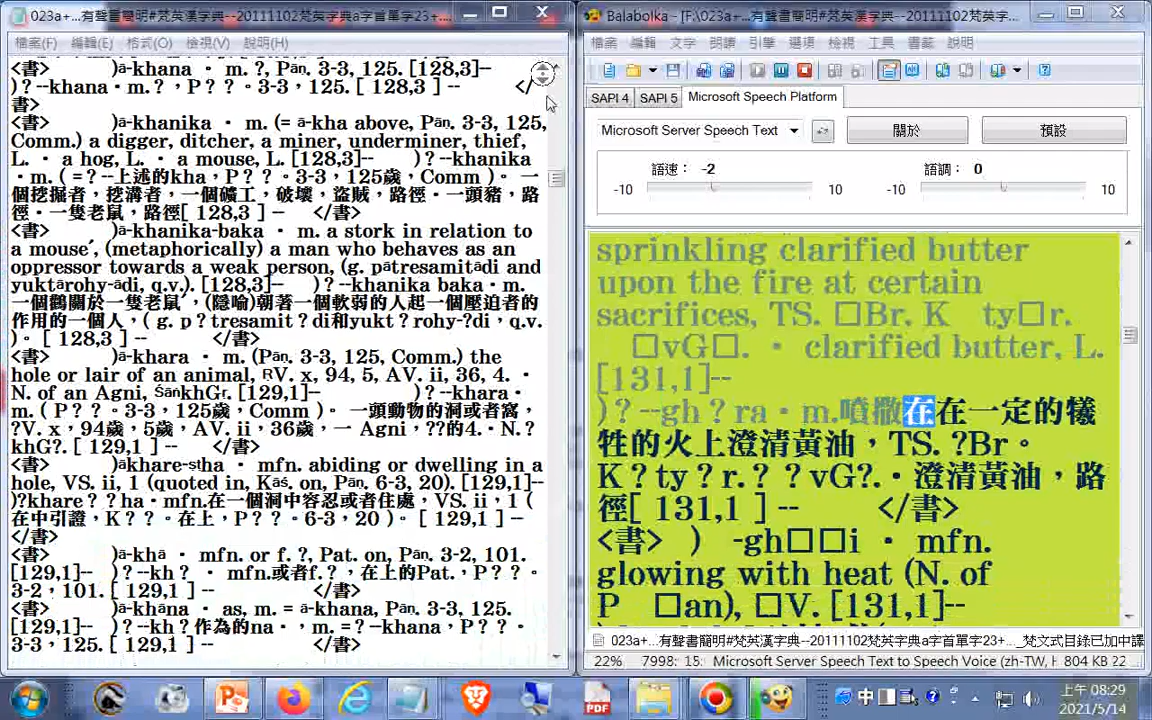 023a+...有聲書簡明#梵英漢字典--20111102梵英字典a字首單字23+...
檔案(F) 編輯(E) 格式(O) 檢視(V) 說明(H)
<書> )ā-khana ‧ m. ?, Pāṇ. 3-3, 125. [128,3]--
)？--khana‧m.？，P？？。3-3，125. [ 128,3 ] -- </
書>
<書> )ā-khanika ‧ m. (= ā-kha above, Pāṇ. 3-3, 125,
Comm.) a digger, ditcher, a miner, underminer, thief,
L. ‧ a hog, L. ‧ a mouse, L. [128,3]-- )？--khanika
‧m. ( =？--上述的kha，P？？。3-3，125歲，Comm )。 一
個挖掘者，挖溝者，一個礦工，破壞，盜賊，路徑‧一頭豬，路
徑‧一隻老鼠，路徑[ 128,3 ] -- </書>
<書> )ā-khanika-baka ‧ m. a stork in relation to
a mouse', (metaphorically) a man who behaves as an
oppressor towards a weak person, (g. pātresamitādi and
yuktārohy-ādi, q.v.). [128,3]-- )？--khanika baka‧m.
一個鸛關於一隻老鼠'，(隱喻)朝著一個軟弱的人起一個壓迫者的
作用的一個人，( g. p？tresamit？di和yukt？rohy-?di，q.v.
)。 [ 128,3 ] -- </書>
<書> )ā-khara ‧ m. (Pāṇ. 3-3, 125, Comm.) the
hole or lair of an animal, RV. x, 94, 5, AV. ii, 36, 4. ‧
N. of an Agni, ŚāṅkhGṛ. [129,1]-- )？--khara‧
m. ( P？？。3-3，125歲，Comm )。 一頭動物的洞或者窩，
?V. x，94歲，5歲，AV. ii，36歲，一 Agni，??的4.‧N.？
khG?. [ 129,1 ] -- </書>
<書> )ākhare-ṣṭha ‧ mfn. abiding or dwelling in a
hole, VS. ii, 1 (quoted in, Kāś. on, Pāṇ. 6-3, 20). [129,1]--
)?khare？？ha‧mfn.在一個洞中容忍或者住處，VS. ii，1 (
在中引證，K？？。在上，P？？。6-3，20 )。 [ 129,1 ] --
</書>
<書> )ā-khā ‧ mfn. or f. ?, Pat. on, Pāṇ. 3-2, 101.
[129,1]-- )？--kh？ ‧ mfn.或者f.？，在上的Pat.，P？？。
3-2，101. [ 129,1 ] -- </書>
<書> )ā-khāna ‧ as, m. = ā-khana, Pāṇ. 3-3, 125.
[129,1]-- )？--kh？作為的na‧，m. =？--khana，P？？。
3-3，125. [ 129,1 ] -- </書>
Balabolka - [F:\023a+...有聲書簡明#梵英漢字典--20111102梵英字...
檔案 編輯 文字 朗讀 引擎 選項 檢視 工具 書籤 說明
SAPI 4 SAPI 5 Microsoft Speech Platform
Microsoft Server Speech Text 關於 預設
語速： -2 語調： 0
-10 10 -10 10
sprinkling clarified butter
upon the fire at certain
sacrifices, TS. □Br. K ty□r.
□vG□. ‧ clarified butter, L.
[131,1]--
)？--gh？ra‧m.噴撒在在一定的犧
牲的火上澄清黃油，TS. ?Br。
K？ty？r.？？vG?.‧澄清黃油，路
徑[ 131,1 ] -- </書>
<書> ) -gh□□i ‧ mfn.
glowing with heat (N. of
P □an), □V. [131,1]--
023a+...有聲書簡明#梵英漢字典--20111102梵英字典a字首單字23+..._梵文式目錄已加中譯
22% 7998: 15: Microsoft Server Speech Text to Speech Voice (zh-TW, H 804 KB 22
中
PDF
上午 08:29
2021/5/14